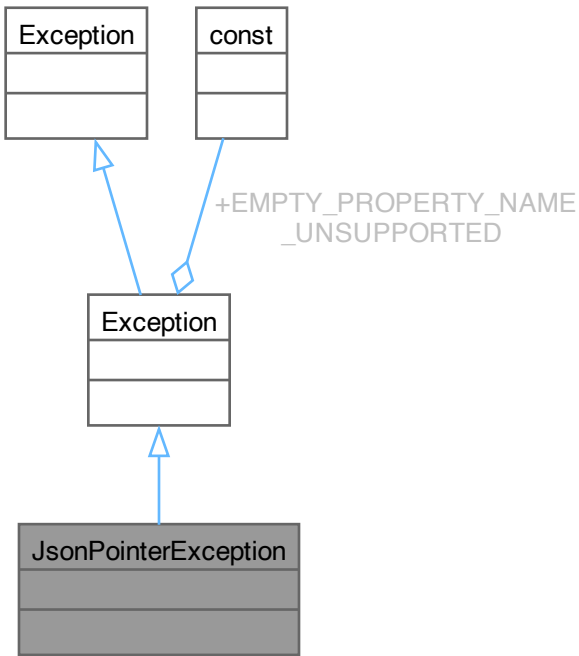 Exception
const
+EMPTY_PROPERTY_NAME
_UNSUPPORTED
Exception
JsonPointerException